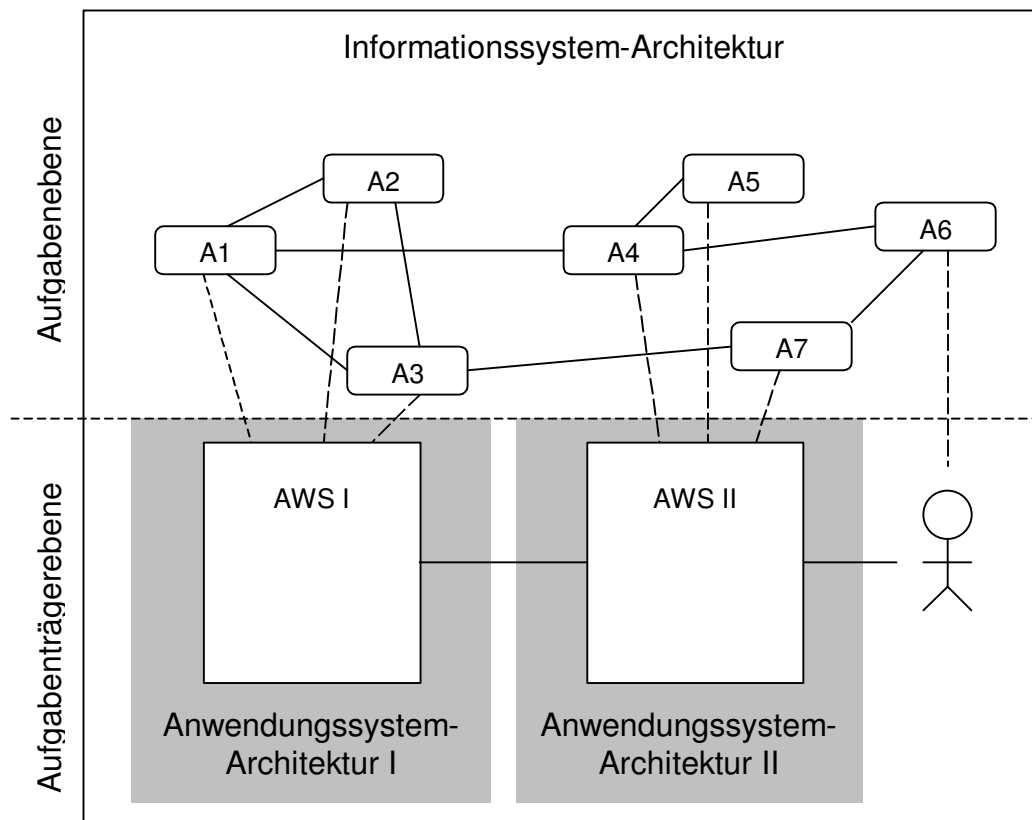 Informationssystem-Architektur
Aufgabenebene
A2
A5
A1
A4
A6
A3
A7
Aufgabenträgerebene
AWS I
AWS II
Anwendungssystem-
Architektur I
Anwendungssystem-
Architektur II